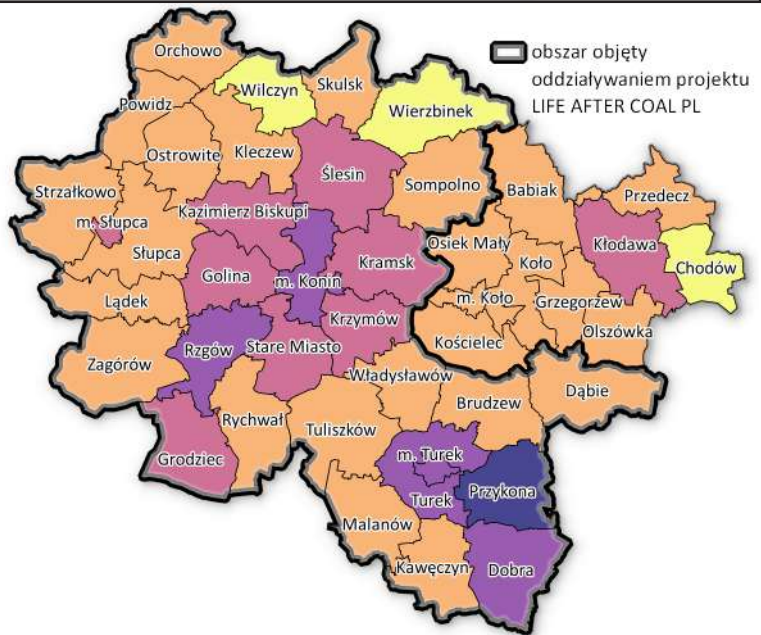 Orchowo
obszar objęty
oddziaływaniem projektu
LIFE AFTER COAL PL
Wilczyn
Skulsk
Powidz
Wierzbinek
Ostrowite
Kleczew
Ślesin
Strzałkowo
Sompolno
Babiak
Przedecz
m. Słupca
Kazimierz Biskupi
Słupca
Osiek Mały
Kłodawa
Golina
m. Konin
Kramsk
Koło
Chodów
Lądek
m. Koło
Grzegorzew
Krzymów
Olszówka
Zagórów
Rzgów
Stare Miasto
Kościelec
Władysławów
Dąbie
Brudzew
Rychwał
Tuliszków
Grodziec
m. Turek
Przykona
Turek
Malanów
Kawęczyn
Dobra